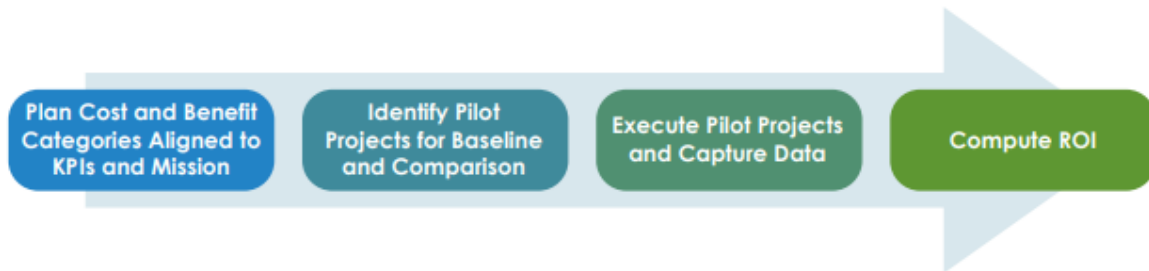 Plan Cost and Benefit
Categories Aligned to
KPIs and Mission
Identify Pilot
Projects for Baseline
and Comparison
Execute Pilot Projects
and Capture Data
Compute ROI